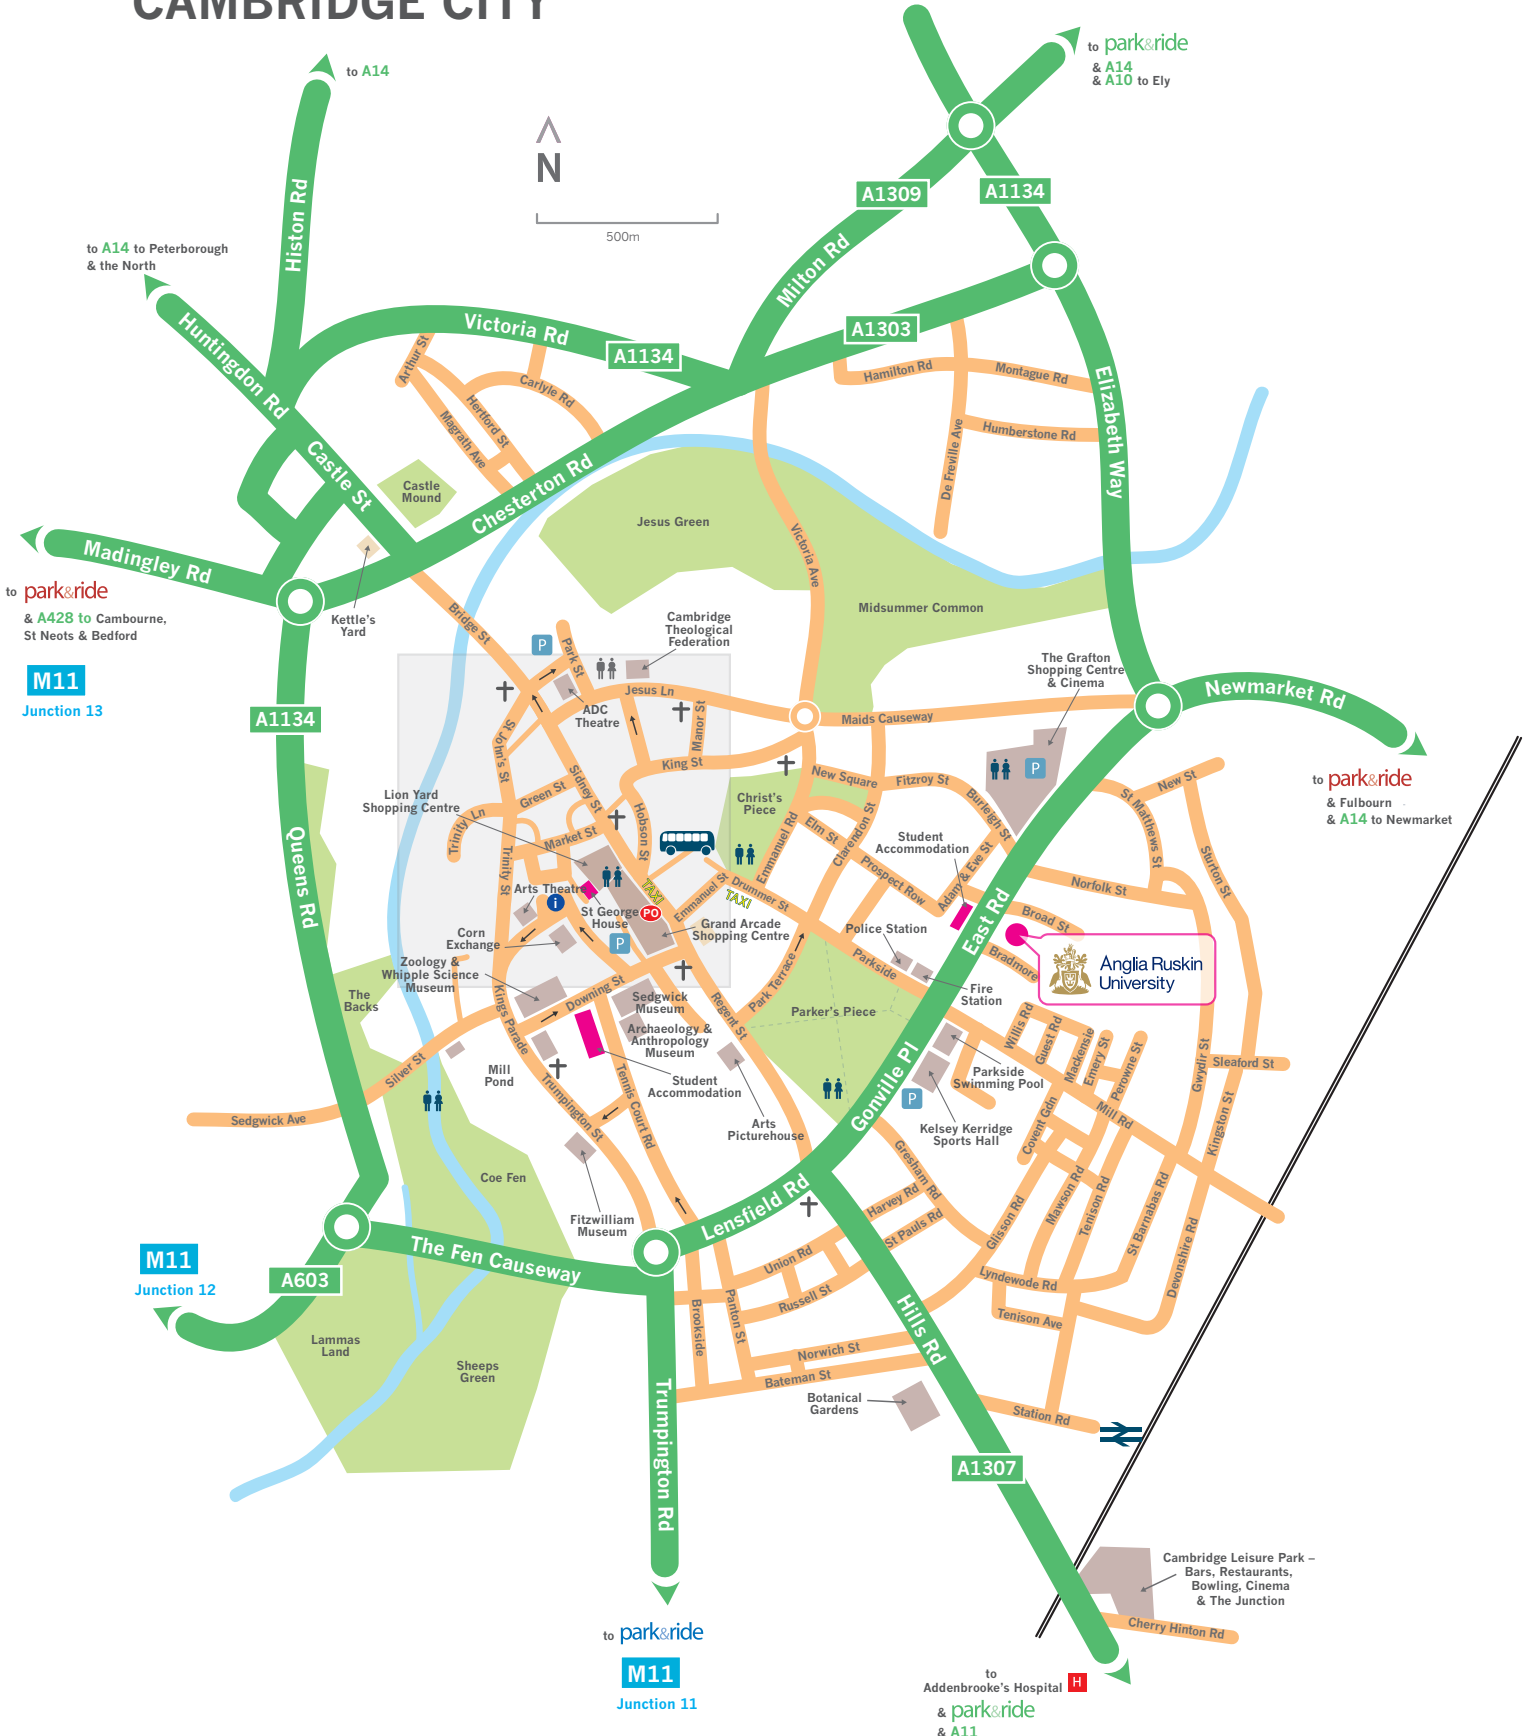 CAMBRIDGE CITY
to park&ride
& A14
& A10 to Ely
to A14
N
500m
A1309
A1134
Histon Rd
to A14 to Peterborough
& the North
Milton Rd
Huntingdon Rd
Victoria Rd
A1134
A1303
Arthur St
Hertford St
Magrath Ave
Carlyle Rd
Hamilton Rd
Montague Rd
Humberstone Rd
De Freville Ave
Elizabeth Way
Castle St
Castle
Mound
Chesterton Rd
Jesus Green
Victoria Ave
Madingley Rd
to park&ride
& A428 to Cambourne,
St Neots & Bedford
M11
Junction 13
Kettle's
Yard
Bridge St
Midsummer Common
P
Park St
Cambridge
Theological
Federation
The Grafton
Shopping Centre
& Cinema
Newmarket Rd
A1134
Jesus Ln
ADC
Theatre
Manor St
Maids Causeway
St John's St
King St
Sidney St
New Square
Fitzroy St
P
New St
to park&ride
& Fulbourn
& A14 to Newmarket
Lion Yard
Shopping Centre
Green St
Hobson St
Christ's
Piece
Burleigh St
St Matthews St
Trinity Ln
Market St
Emmanuel Rd
Elm St
Clarendon St
Student
Accommodation
Sturton St
Queens Rd
Trinity St
Prospect Row
Adam & Eve St
Norfolk St
Arts Theatre
i
TAXI
TAXI
Emmanuel St
Drummer St
St George
House
PO
Broad St
Corn
Exchange
P
Grand Arcade
Shopping Centre
Police Station
East Rd
Parkside
Bradmore
Anglia Ruskin
University
Zoology &
Whipple Science
Museum
Fire
Station
The
Backs
Downing St
Sedgwick
Museum
Regent St
Park Terrace
Parker's Piece
Kings Parade
Archaeology &
Anthropology
Museum
Willis Rd
Guest Rd
Mackensie
Emery St
Perowne St
Gwydir St
Sleaford St
Silver St
Mill
Pond
Student
Accommodation
Gonville Pl
Parkside
Swimming Pool
P
Sedgwick Ave
Trumpington St
Tennis Court Rd
Arts
Picturehouse
Kelsey Kerridge
Sports Hall
Mill Rd
Covent Gdn
Kingston St
Coe Fen
Fitzwilliam
Museum
Lensfield Rd
Gresham Rd
Harvey Rd
St Pauls Rd
Glisson Rd
Mawson Rd
Tenison Rd
St Barnabas Rd
Devonshire Rd
The Fen Causeway
M11
Junction 12
A603
Union Rd
Russell St
Lyndewode Rd
Tenison Ave
Brookside
Panton St
Hills Rd
Lammas
Land
Sheeps
Green
Norwich St
Bateman St
Botanical
Gardens
Station Rd
Trumpington Rd
A1307
Cambridge Leisure Park –
Bars, Restaurants,
Bowling, Cinema
& The Junction
Cherry Hinton Rd
to park&ride
M11
Junction 11
to
Addenbrooke's Hospital H
& park&ride
& A11